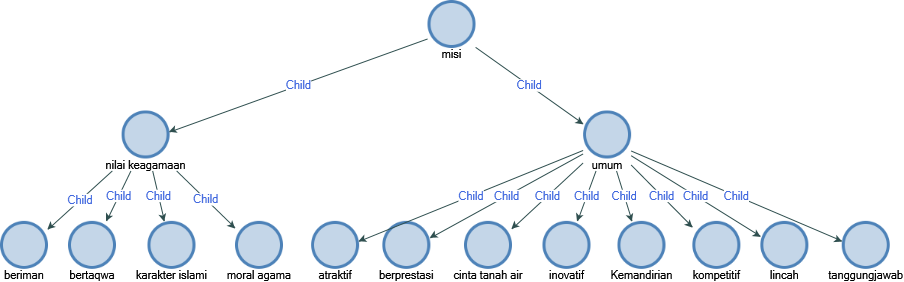 misi
Child Child
nilai keagamaan umum
Child Child Child Child Child Child Child Child Child Child Child Child
beriman bertaqwa karakter islami moral agama atraktif berprestasi cinta tanah air inovatif Kemandirian kompetitif lincah tanggungjawab